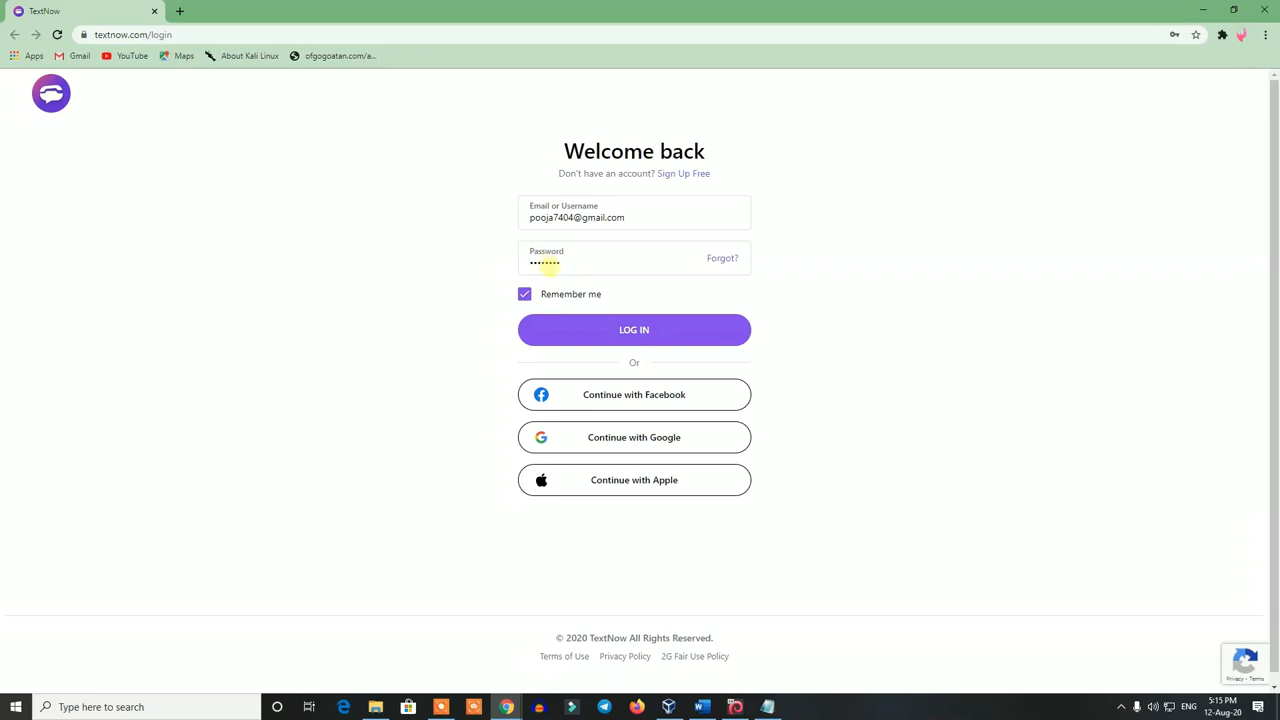 TextNow
textnow.com/login
Apps Gmail YouTube Maps About Kali Linux ofgogoatan.com/a...
Welcome back
Don't have an account? Sign Up Free
Email or Username
pooja7404@gmail.com
Password
••••••••
Forgot?
Remember me
LOG IN
Or
Continue with Facebook
Continue with Google
Continue with Apple
© 2020 TextNow All Rights Reserved.
Terms of Use Privacy Policy 2G Fair Use Policy
Privacy - Terms
Type here to search
ENG
5:15 PM
12-Aug-20